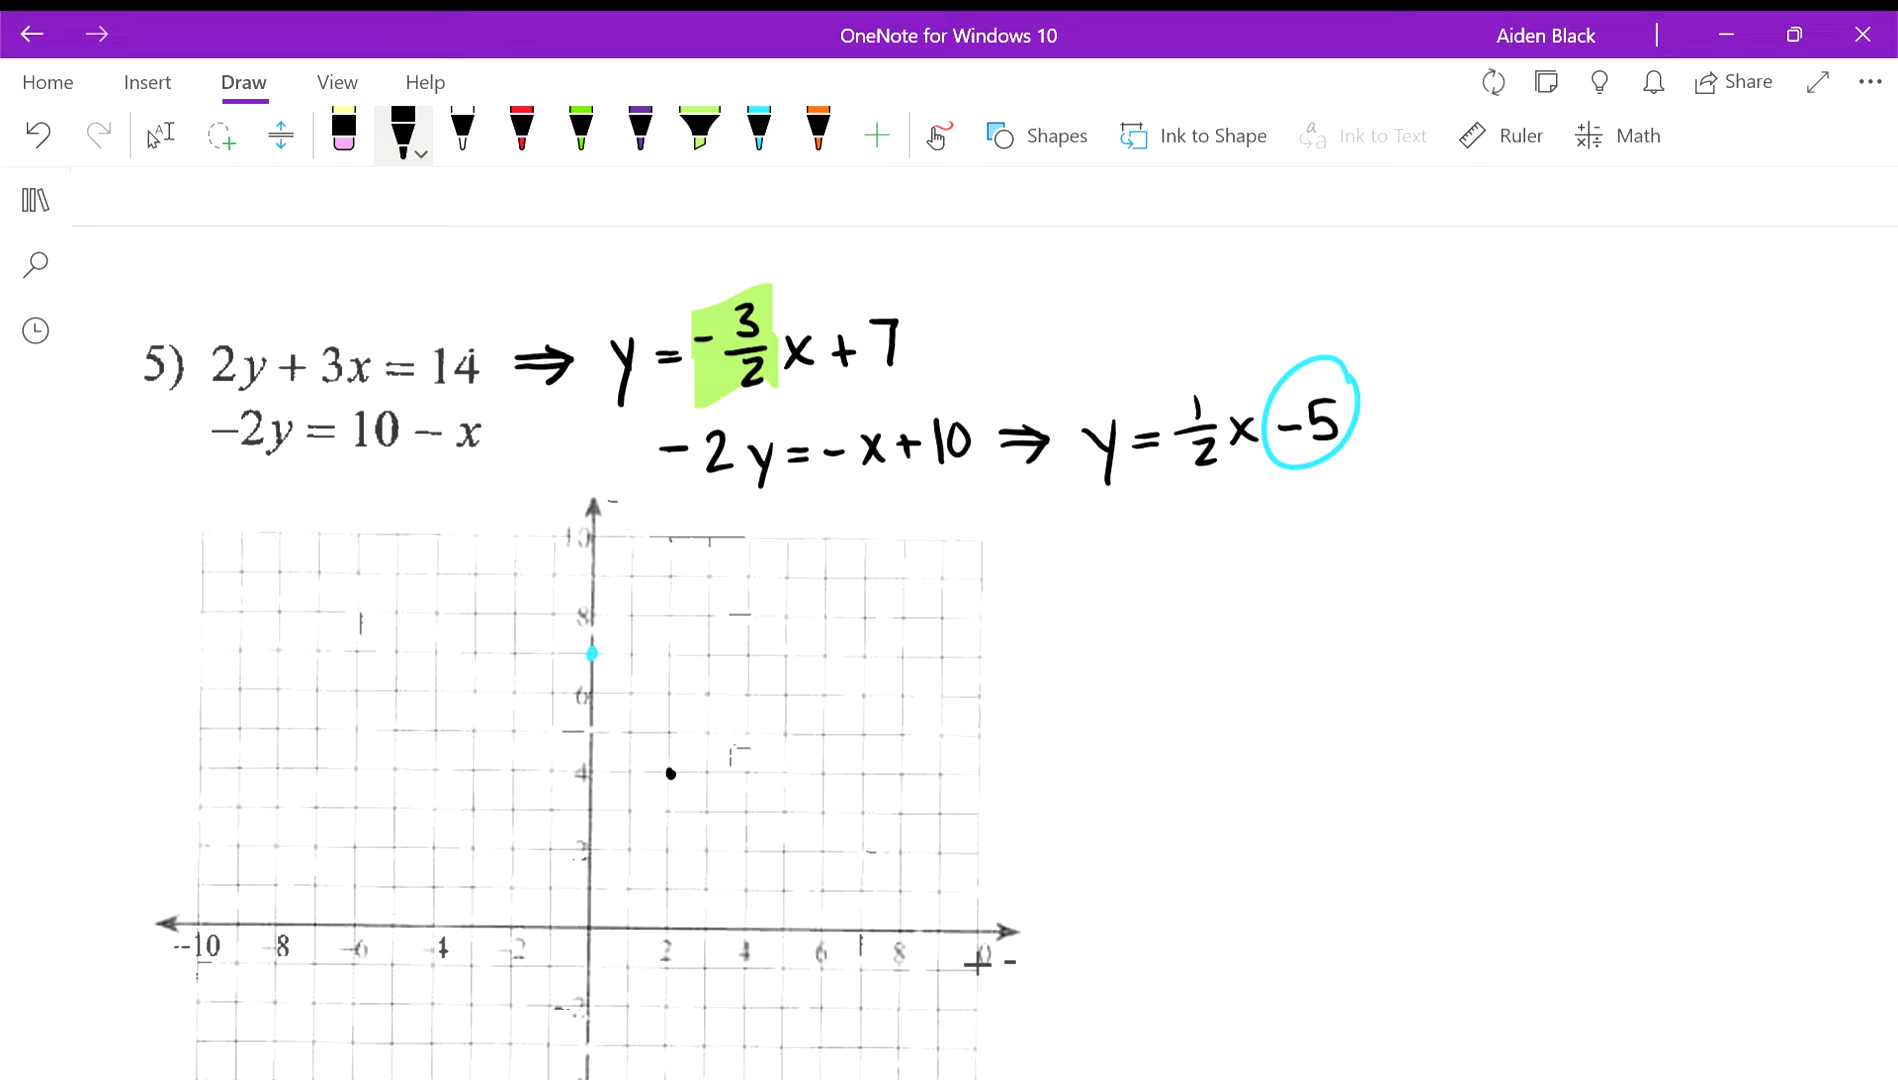 OneNote for Windows 10
Aiden Black
Home Insert Draw View Help Share
Shapes Ink to Shape Ink to Text Ruler Math
5) 2y + 3x = 14 ⇒ y = -3/2 x + 7
-2y = 10 - x
-2y = -x + 10 ⇒ y = 1/2 x - 5
10
8
6
4
2
-10 -8 -6 -4 -2 2 4 6 8 10
-2